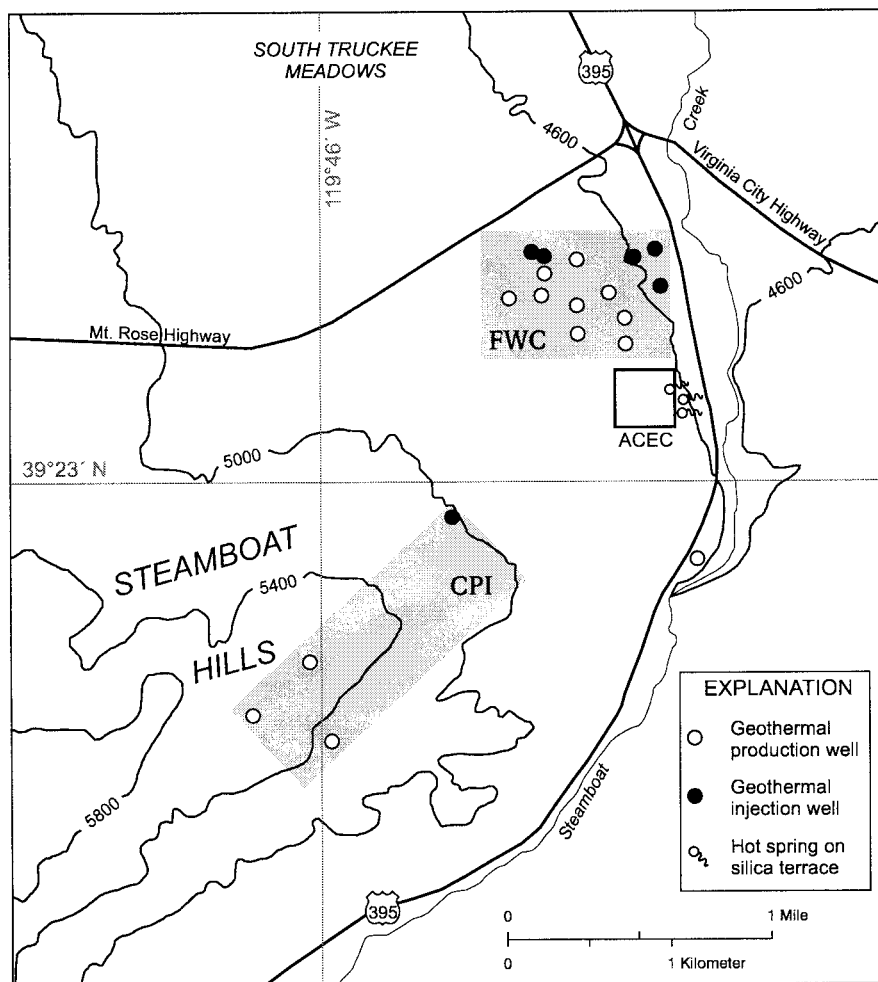 SOUTH TRUCKEE
MEADOWS
395
Creek
4600
119°46´ W
Virginia City Highway
4600
Mt. Rose Highway
FWC
ACEC
5000
39°23´ N
STEAMBOAT
HILLS
5400
CPI
5800
Steamboat
395
EXPLANATION
Geothermal
production well
Geothermal
injection well
Hot spring on
silica terrace
0 1 Mile
0 1 Kilometer